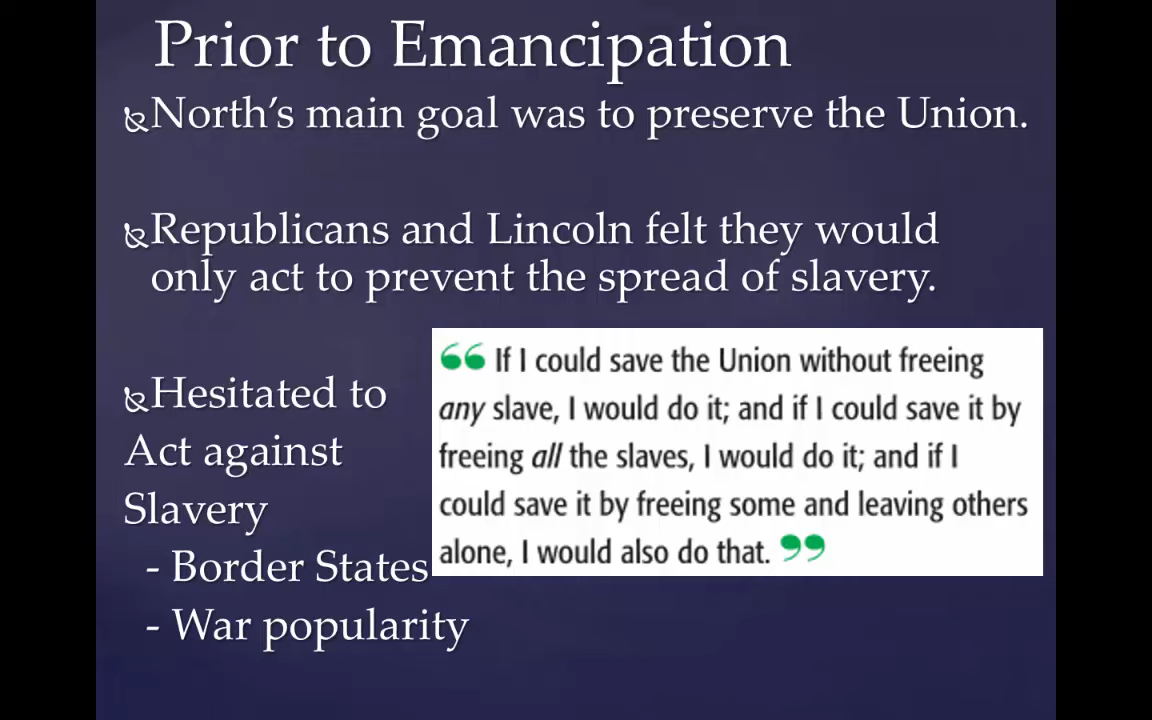 Prior to Emancipation
North's main goal was to preserve the Union.
Republicans and Lincoln felt they would
only act to prevent the spread of slavery.
Hesitated to
Act against
Slavery
- Border States
- War popularity
“ If I could save the Union without freeing
any slave, I would do it; and if I could save it by
freeing all the slaves, I would do it; and if I
could save it by freeing some and leaving others
alone, I would also do that. ”